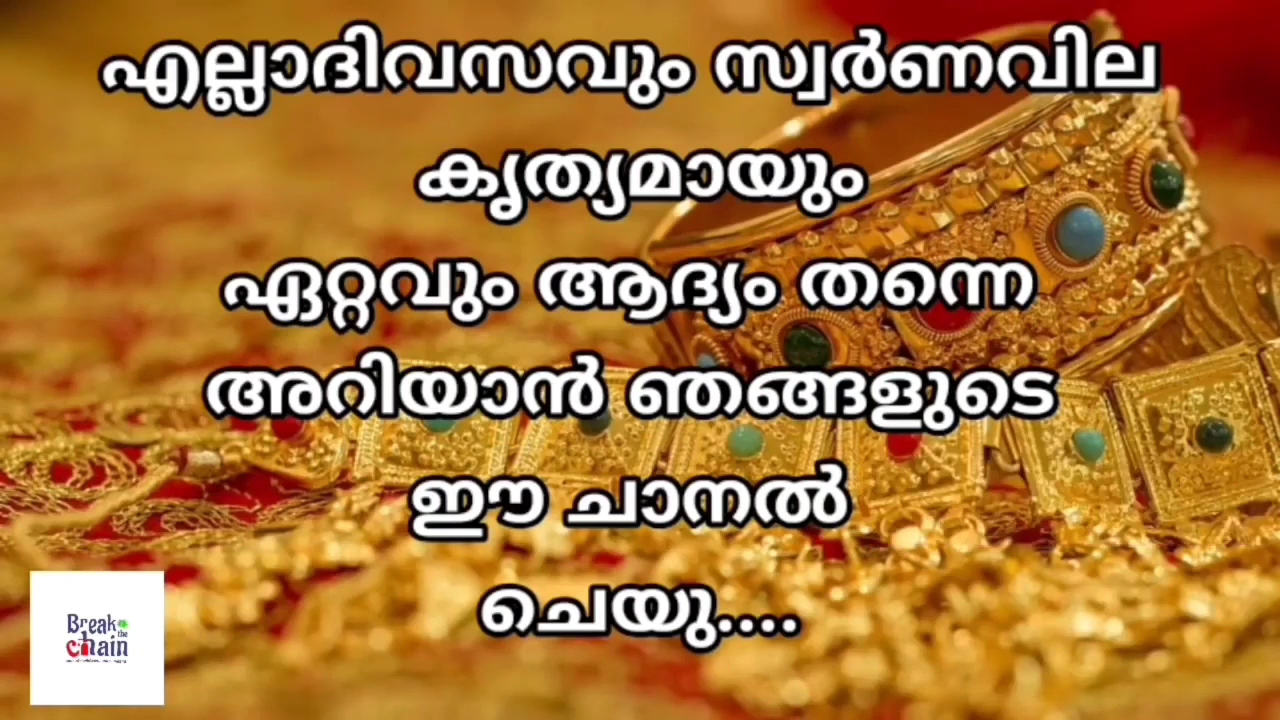 എല്ലാദിവസവും സ്വർണവില
കൃത്യമായും
ഏറ്റവും ആദ്യം തന്നെ
അറിയാൻ ഞങ്ങളുടെ
ഈ ചാനൽ
ചെയു....
Break
the
chain